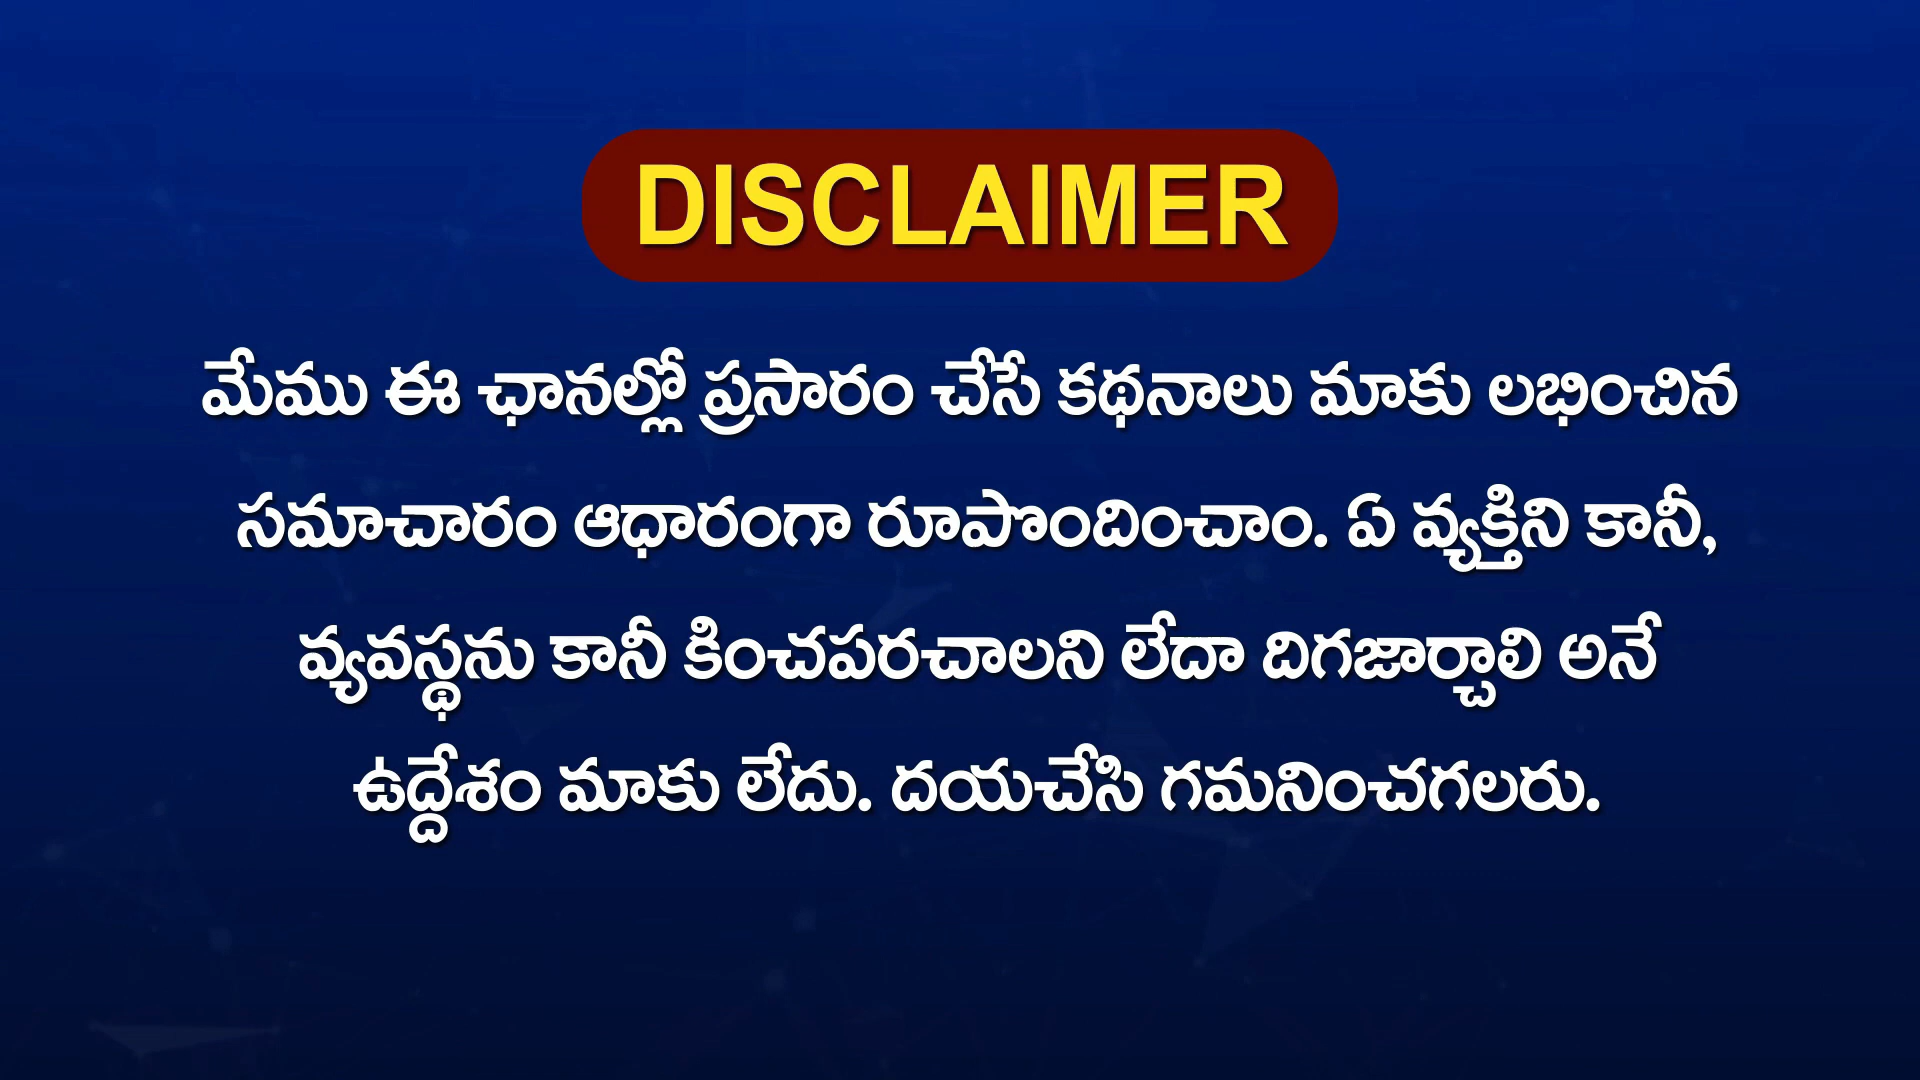 DISCLAIMER
మేము ఈ ఛానల్లో ప్రసారం చేసే కథనాలు మాకు లభించిన
సమాచారం ఆధారంగా రూపొందించాం. ఏ వ్యక్తిని కానీ,
వ్యవస్థను కానీ కించపరచాలని లేదా దిగజార్చాలి అనే
ఉద్దేశం మాకు లేదు. దయచేసి గమనించగలరు.